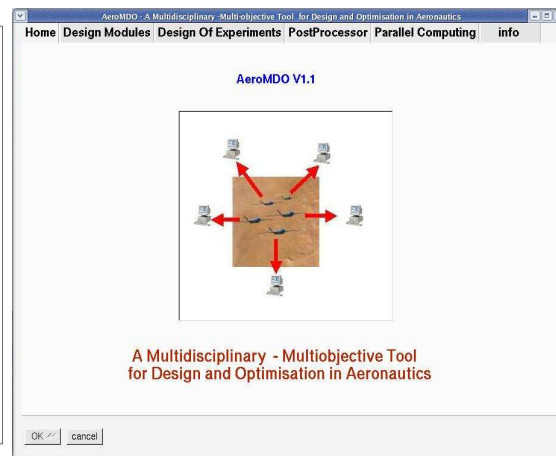 AeroMDO - A Multidisciplinary -Multi-objective Tool for Design and Optimisation in Aeronautics
Home Design Modules Design Of Experiments PostProcessor Parallel Computing info
AeroMDO V1.1
A Multidisciplinary - Multiobjective Tool
for Design and Optimisation in Aeronautics
OK cancel